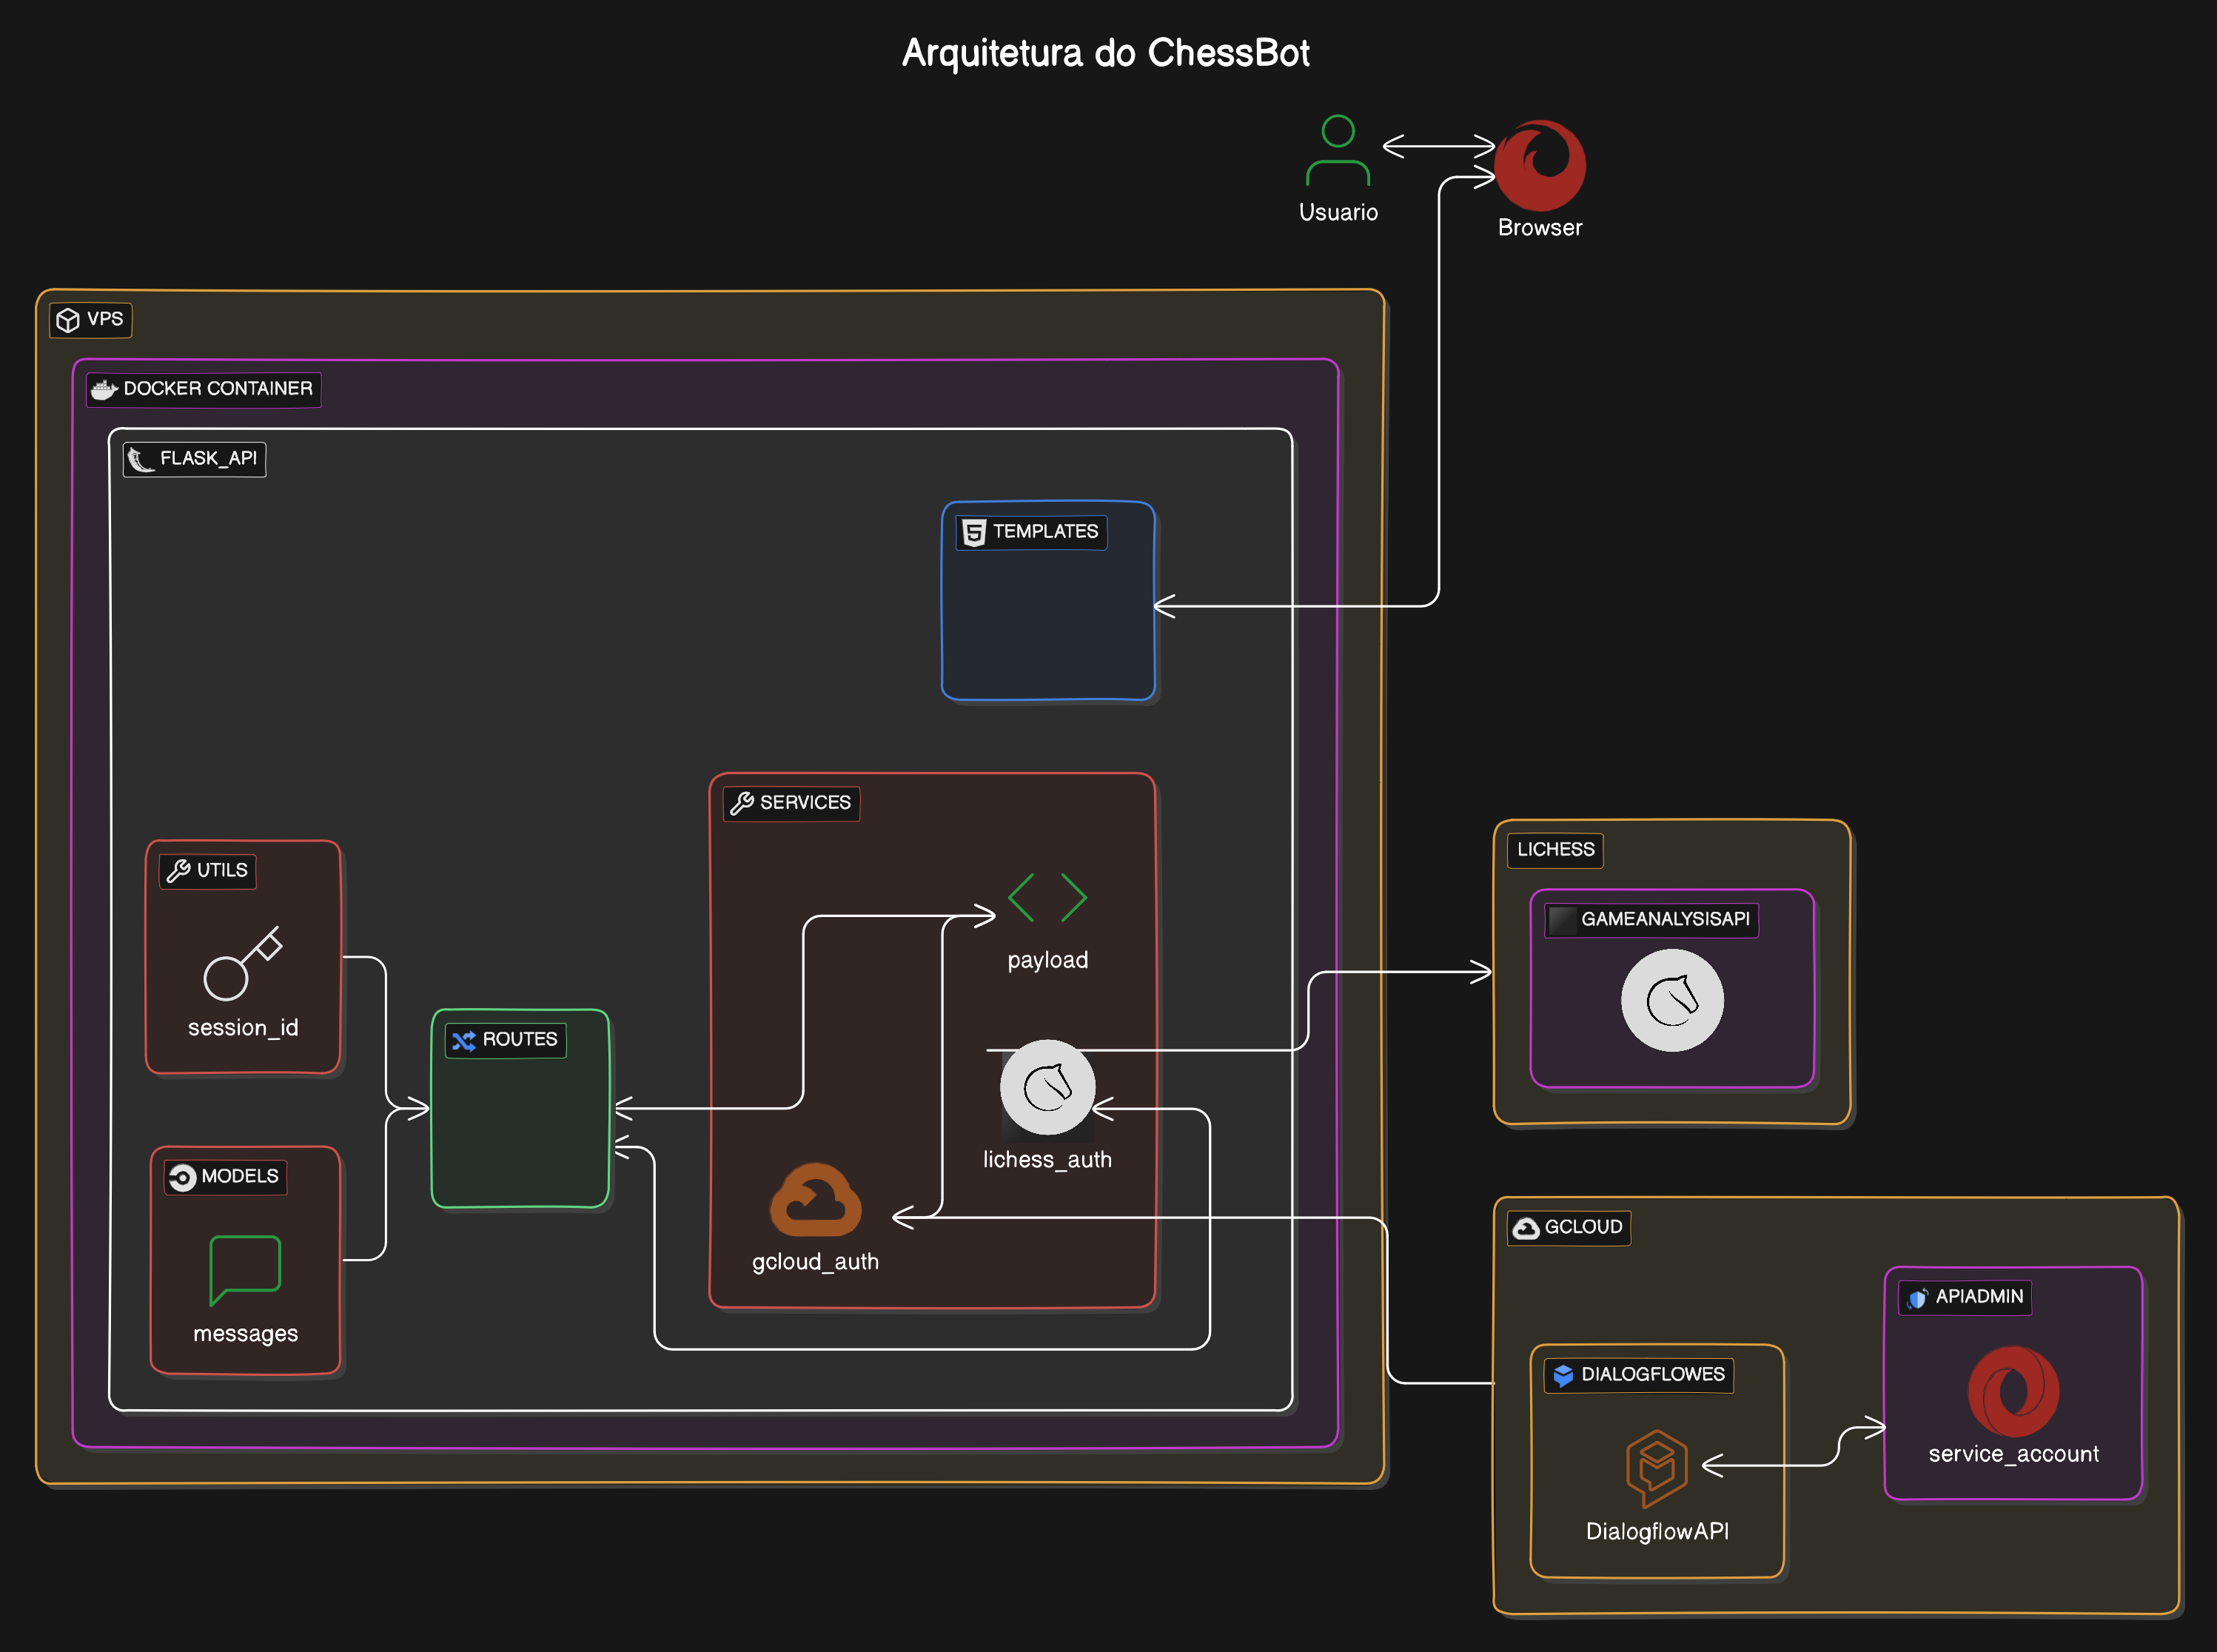 Arquitetura do ChessBot
Usuario
Browser
VPS
DOCKER CONTAINER
FLASK_API
TEMPLATES
SERVICES
payload
lichess_auth
gcloud_auth
UTILS
session_id
ROUTES
MODELS
messages
LICHESS
GAMEANALYSISAPI
GCLOUD
APIADMIN
service_account
DIALOGFLOWES
DialogflowAPI